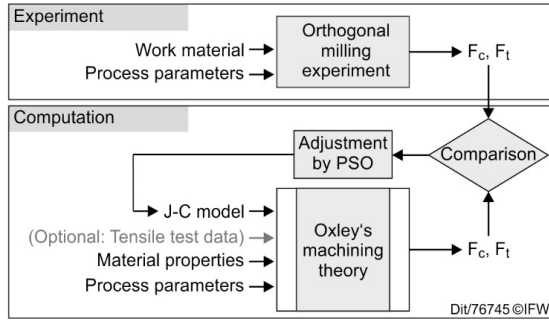 Experiment
Work material
Process parameters
Orthogonal
milling
experiment
Fc, Ft
Computation
Adjustment
by PSO
Comparison
J-C model
(Optional: Tensile test data)
Material properties
Process parameters
Oxley's
machining
theory
Fc, Ft
Dit/76745 ©IFW